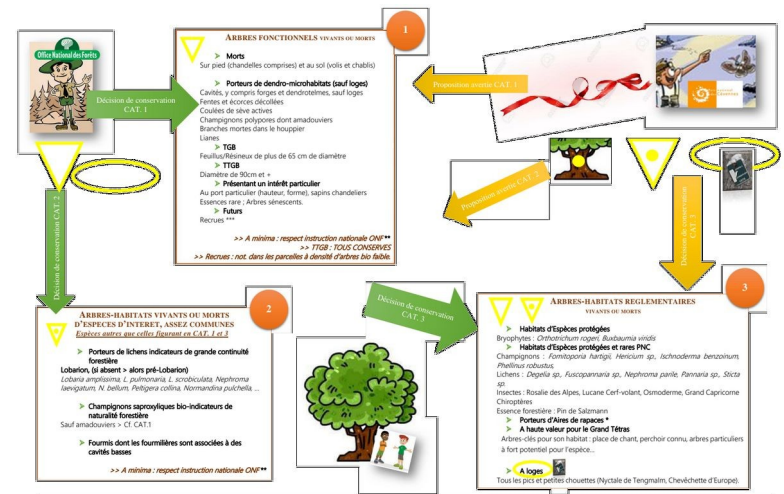 Office National des Forêts
Décision de conservation
CAT. 1
ARBRES FONCTIONNELS VIVANTS OU MORTS
1
Morts
Sur pied (chandelles comprises) et au sol (volis et chablis)
Porteurs de dendro-microhabitats (sauf loges)
Cavités, y compris forges et dendrotelmes, sauf loges
Fentes et écorces décollées
Coulées de sève actives
Champignons polypores dont amadouviers
Branches mortes dans le houppier
Lianes
TGB
Feuillus/Résineux de plus de 65 cm de diamètre
TTGB
Diamètre de 90cm et +
Présentant un intérêt particulier
Au port particulier (hauteur, forme), sapins chandeliers
Essences rare ; Arbres sénescents.
Futurs
Recrues ***
>> A minima : respect instruction nationale ONF**
>> TTGB : TOUS CONSERVES
>> Recrues : not. dans les parcelles à densité d'arbres bio faible.
Proposition avertie CAT. 1
Proposition avertie CAT. 2
Décision de conservation
CAT. 3
Décision de conservation CAT. 2
ARBRES-HABITATS VIVANTS OU MORTS
D'ESPECES D'INTERET, ASSEZ COMMUNES
Espèces autres que celles figurant en CAT. 1 et 3
2
Porteurs de lichens indicateurs de grande continuité
forestière
Lobarion, (si absent > alors pré-Lobarion)
Lobaria amplissima, L. pulmonaria, L. scrobiculata, Nephroma
laevigatum, N. bellum, Peltigera collina, Normandina pulchella, ...
Champignons saproxyliques bio-indicateurs de
naturalité forestière
Sauf amadouviers > Cf. CAT.1
Fourmis dont les fourmilières sont associées à des
cavités basses
>> A minima : respect instruction nationale ONF**
Décision de conservation
CAT. 3
ARBRES-HABITATS REGLEMENTAIRES
VIVANTS OU MORTS
3
Habitats d'Espèces protégées
Bryophytes : Orthotrichum rogeri, Buxbaumia viridis
Habitats d'Espèces protégées et rares PNC
Champignons : Fomitoporia hartigii, Hericium sp., Ischnoderma benzoinum,
Phellinus robustus,
Lichens : Degelia sp., Fuscopannaria sp., Nephroma parile, Pannaria sp., Sticta
sp.
Insectes : Rosalie des Alpes, Lucane Cerf-volant, Osmoderme, Grand Capricorne
Chiroptères
Essence forestière : Pin de Salzmann
Porteurs d'Aires de rapaces *
A haute valeur pour le Grand Tétras
Arbres-clés pour son habitat : place de chant, perchoir connu, arbres particuliers
à fort potentiel pour l'espèce...
A loges
Tous les pics et petites chouettes (Nyctale de Tengmalm, Chevêchette d'Europe).